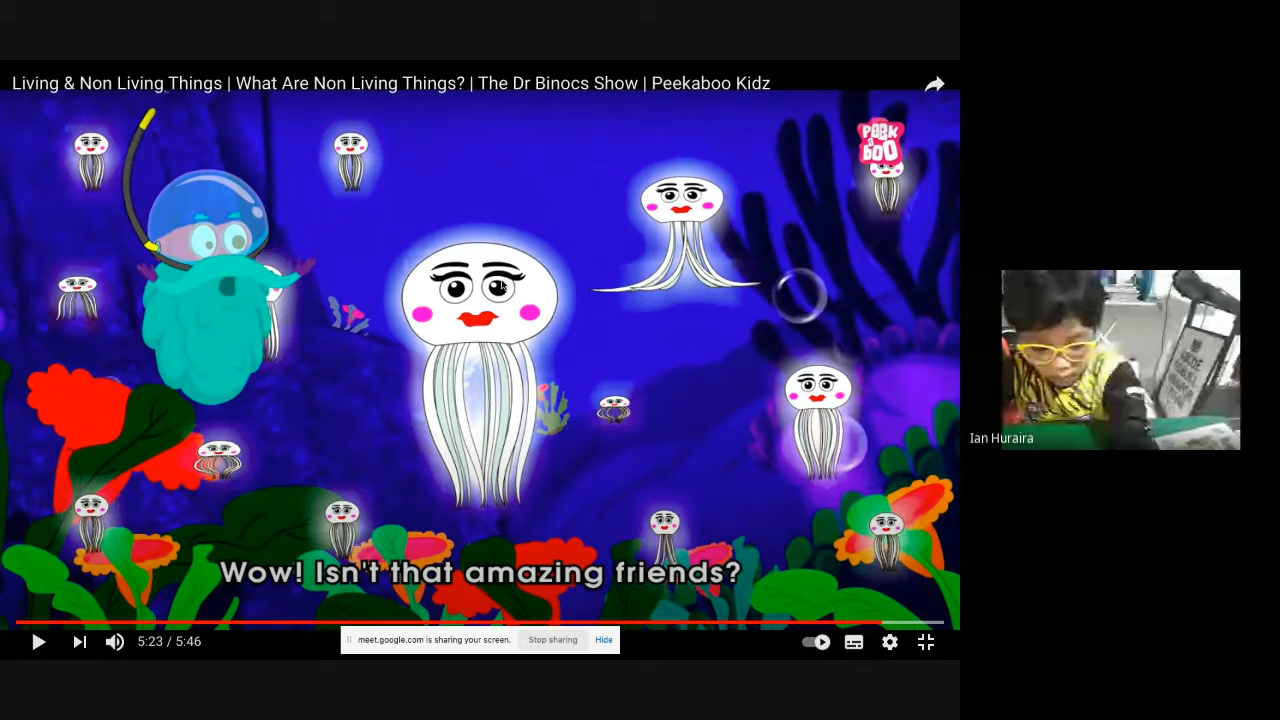 Living & Non Living Things | What Are Non Living Things? | The Dr Binocs Show | Peekaboo Kidz
PEEK
a
BOO
Ian Huraira
Wow! Isn't that amazing friends?
5:23 / 5:46
meet.google.com is sharing your screen. Stop sharing Hide